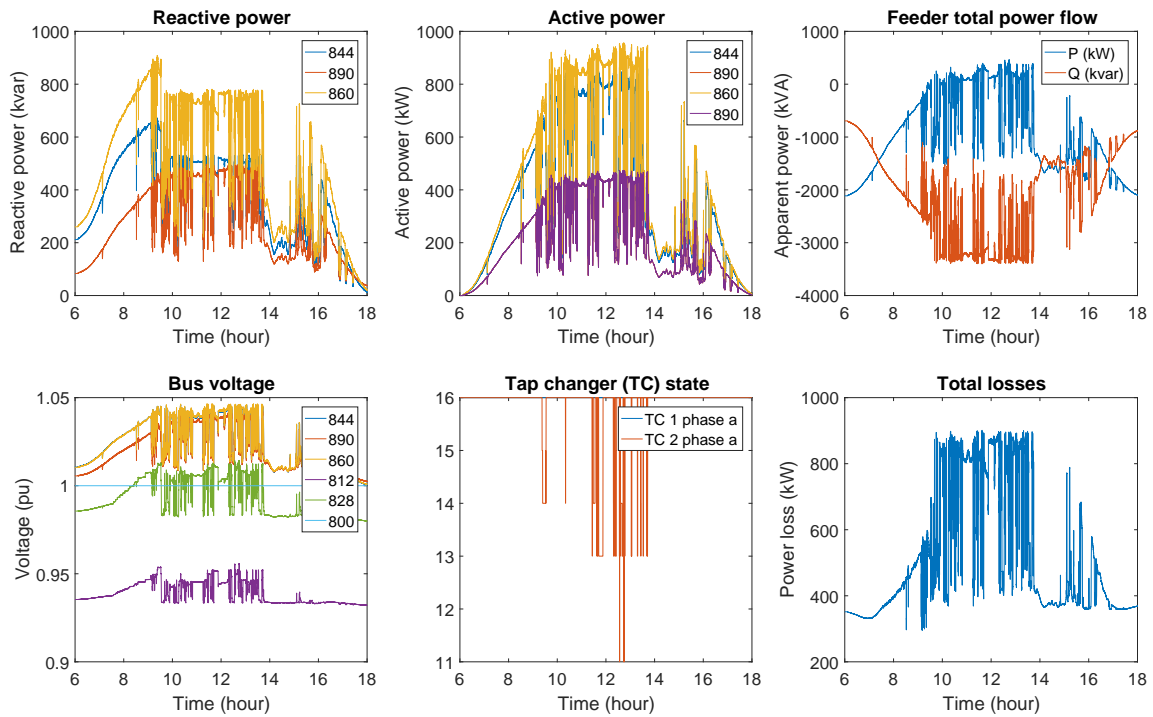 Reactive power
Reactive power (kvar)
1000
800
600
400
200
0
6 8 10 12 14 16 18
Time (hour)
844
890
860
Active power
Active power (kW)
1000
800
600
400
200
0
6 8 10 12 14 16 18
Time (hour)
844
890
860
890
Feeder total power flow
Apparent power (kVA)
1000
0
-1000
-2000
-3000
-4000
6 8 10 12 14 16 18
Time (hour)
P (kW)
Q (kvar)
Bus voltage
Voltage (pu)
1.05
1
0.95
0.9
6 8 10 12 14 16 18
Time (hour)
844
890
860
812
828
800
Tap changer (TC) state
16
15
14
13
12
11
6 8 10 12 14 16 18
Time (hour)
TC 1 phase a
TC 2 phase a
Total losses
Power loss (kW)
1000
800
600
400
200
6 8 10 12 14 16 18
Time (hour)